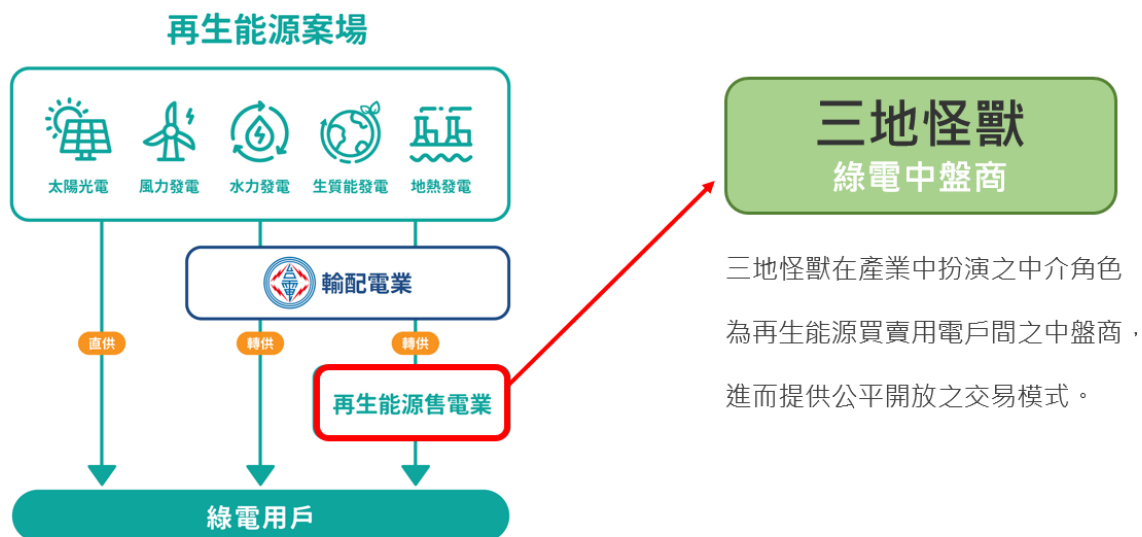 再生能源案場
太陽光電
風力發電
水力發電
生質能發電
地熱發電
台電
輸配電業
直供
轉供
轉供
再生能源售電業
綠電用戶
三地怪獸
綠電中盤商
三地怪獸在產業中扮演之中介角色
為再生能源買賣用電戶間之中盤商，
進而提供公平開放之交易模式。